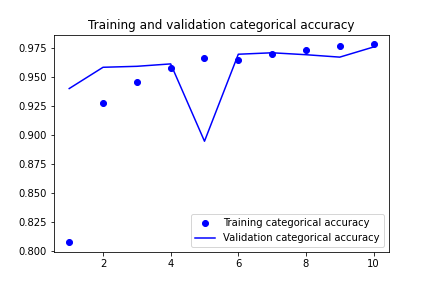 Training and validation categorical accuracy
0.975
0.950
0.925
0.900
0.875
0.850
0.825
0.800
Training categorical accuracy
Validation categorical accuracy
2 4 6 8 10